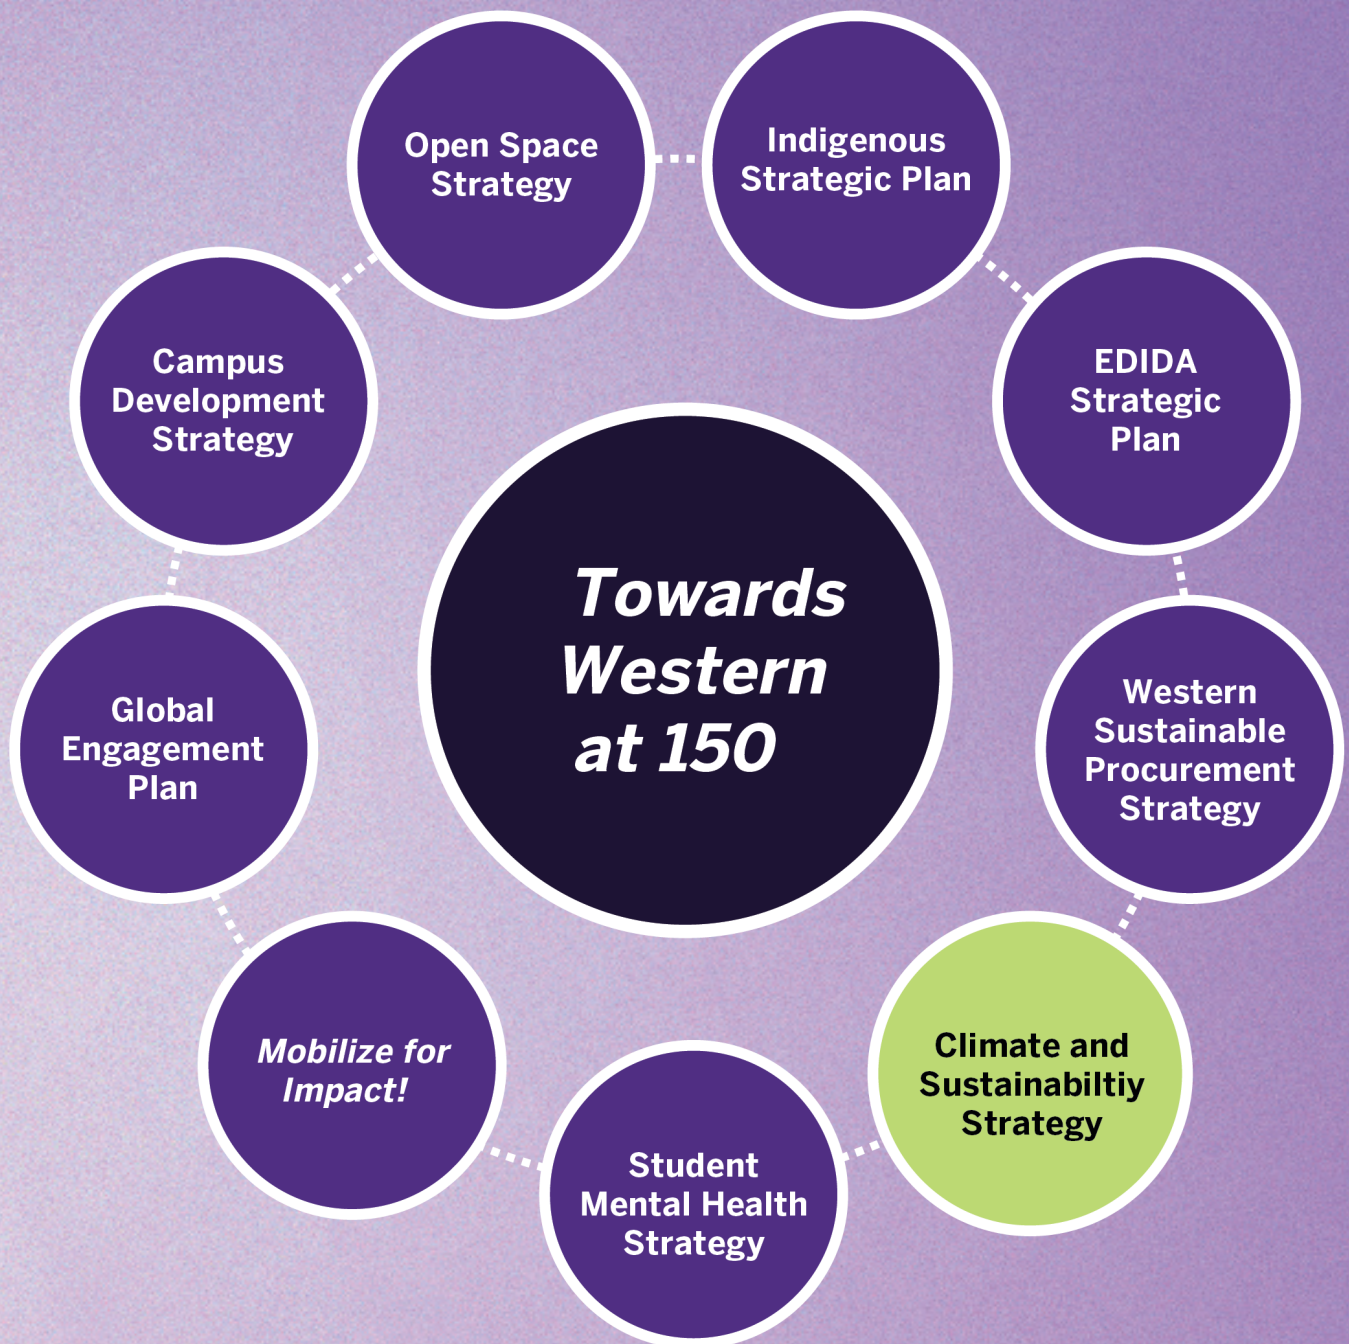 Open Space
Strategy
Indigenous
Strategic Plan
EDIDA
Strategic
Plan
Western
Sustainable
Procurement
Strategy
Climate and
Sustainabiltiy
Strategy
Student
Mental Health
Strategy
Mobilize for
Impact!
Global
Engagement
Plan
Campus
Development
Strategy
Towards
Western
at 150